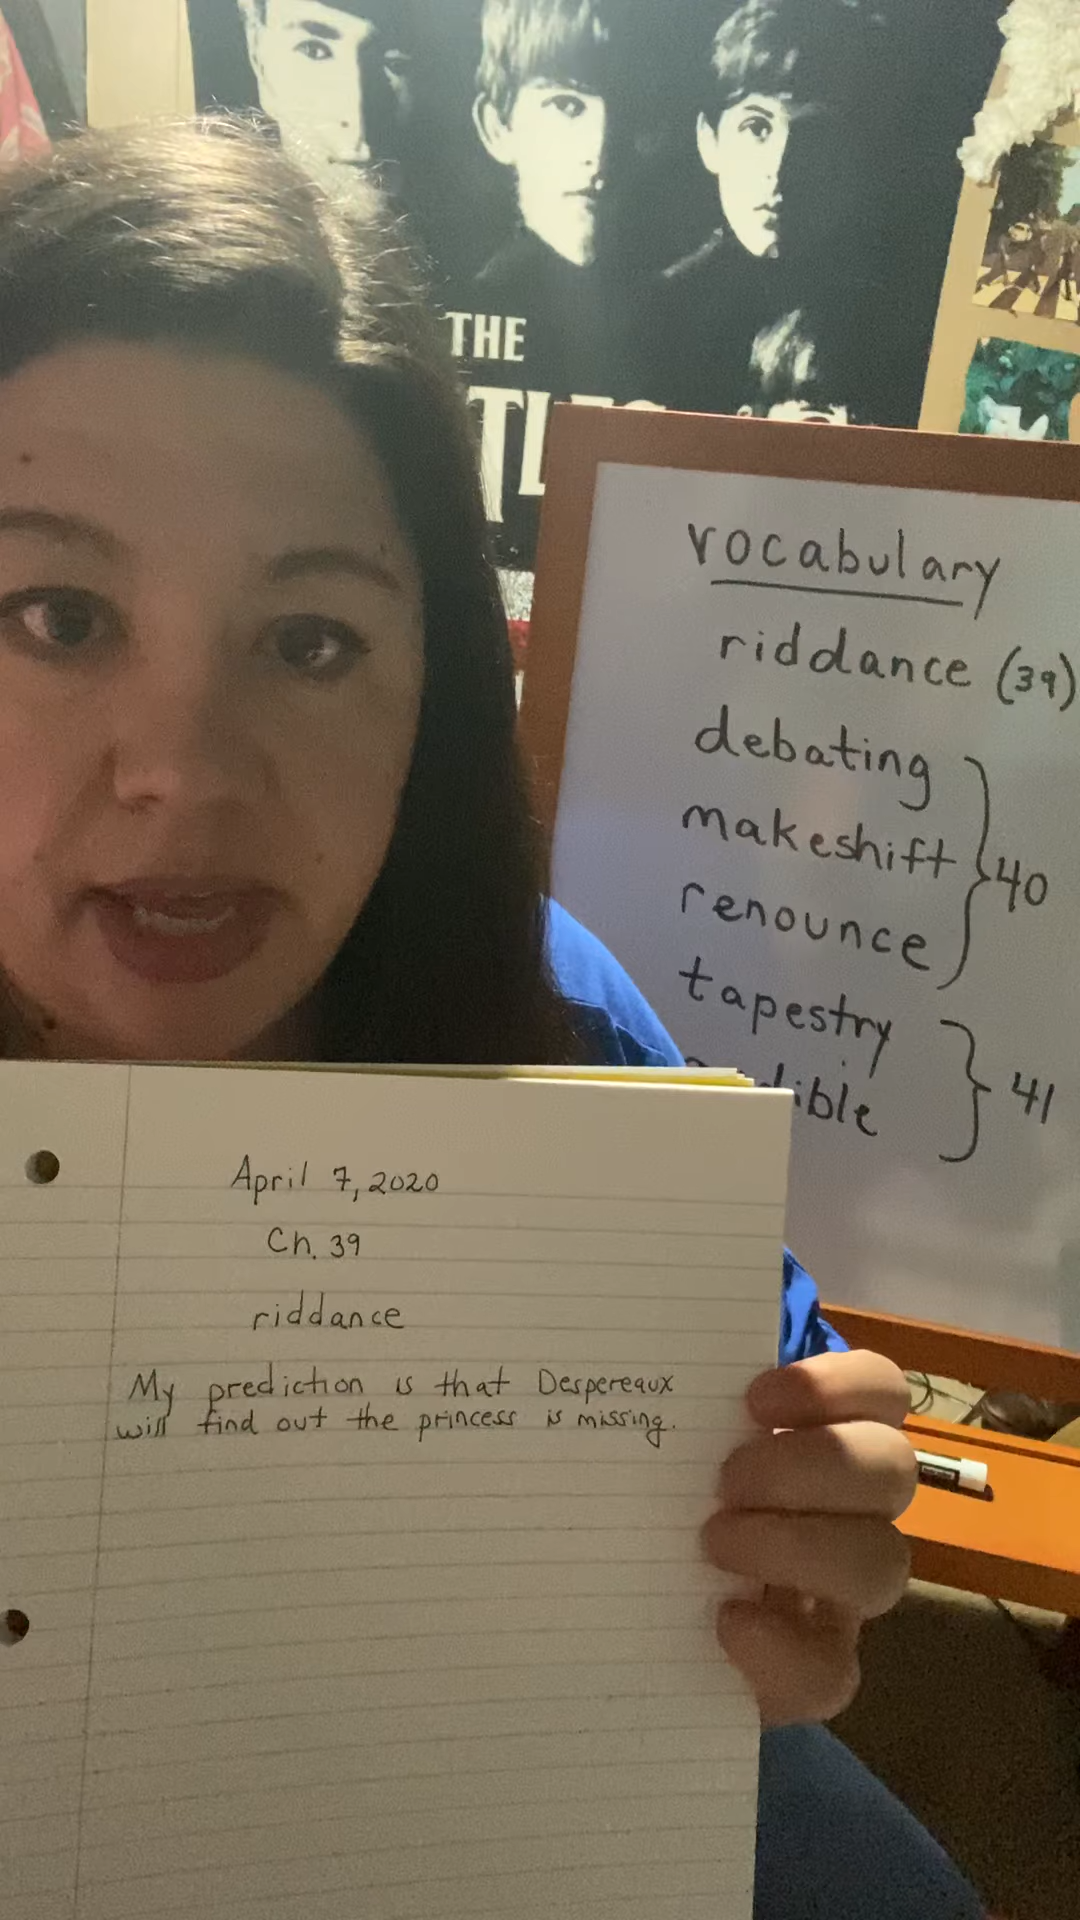 THE
vocabulary
riddance (39)
debating
makeshift
renounce
40
tapestry
41
April 7, 2020
Ch. 39
riddance
My prediction is that Despereaux
will find out the princess is missing.